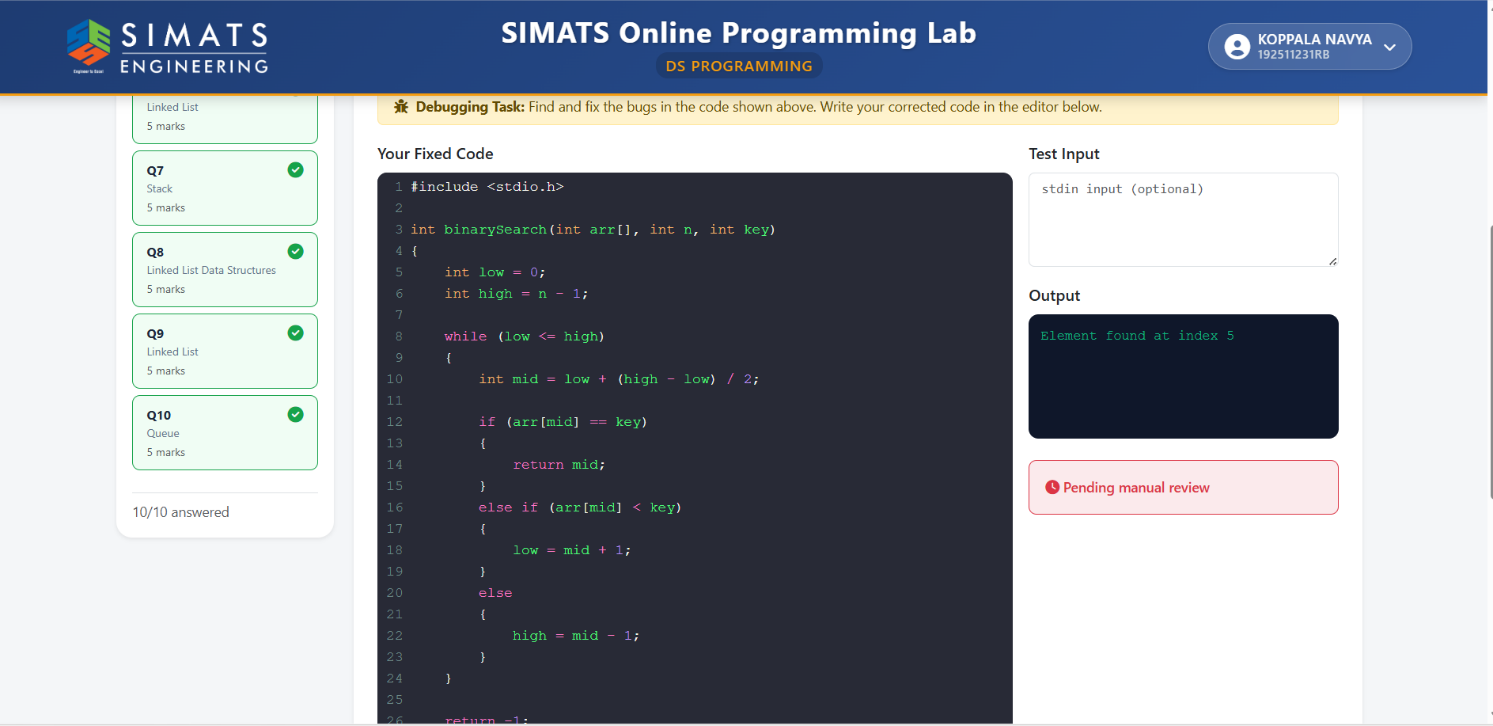 SIMATS
ENGINEERING
Engineer to Excel
SIMATS Online Programming Lab
DS PROGRAMMING
KOPPALA NAVYA
192511231RB
Linked List
5 marks
Q7
Stack
5 marks
Q8
Linked List Data Structures
5 marks
Q9
Linked List
5 marks
Q10
Queue
5 marks
10/10 answered
Debugging Task: Find and fix the bugs in the code shown above. Write your corrected code in the editor below.
Your Fixed Code
1 #include <stdio.h>
2
3 int binarySearch(int arr[], int n, int key)
4 {
5     int low = 0;
6     int high = n - 1;
7
8     while (low <= high)
9     {
10         int mid = low + (high - low) / 2;
11
12         if (arr[mid] == key)
13         {
14             return mid;
15         }
16         else if (arr[mid] < key)
17         {
18             low = mid + 1;
19         }
20         else
21         {
22             high = mid - 1;
23         }
24     }
25
26     return -1;
Test Input
stdin input (optional)
Output
Element found at index 5
Pending manual review